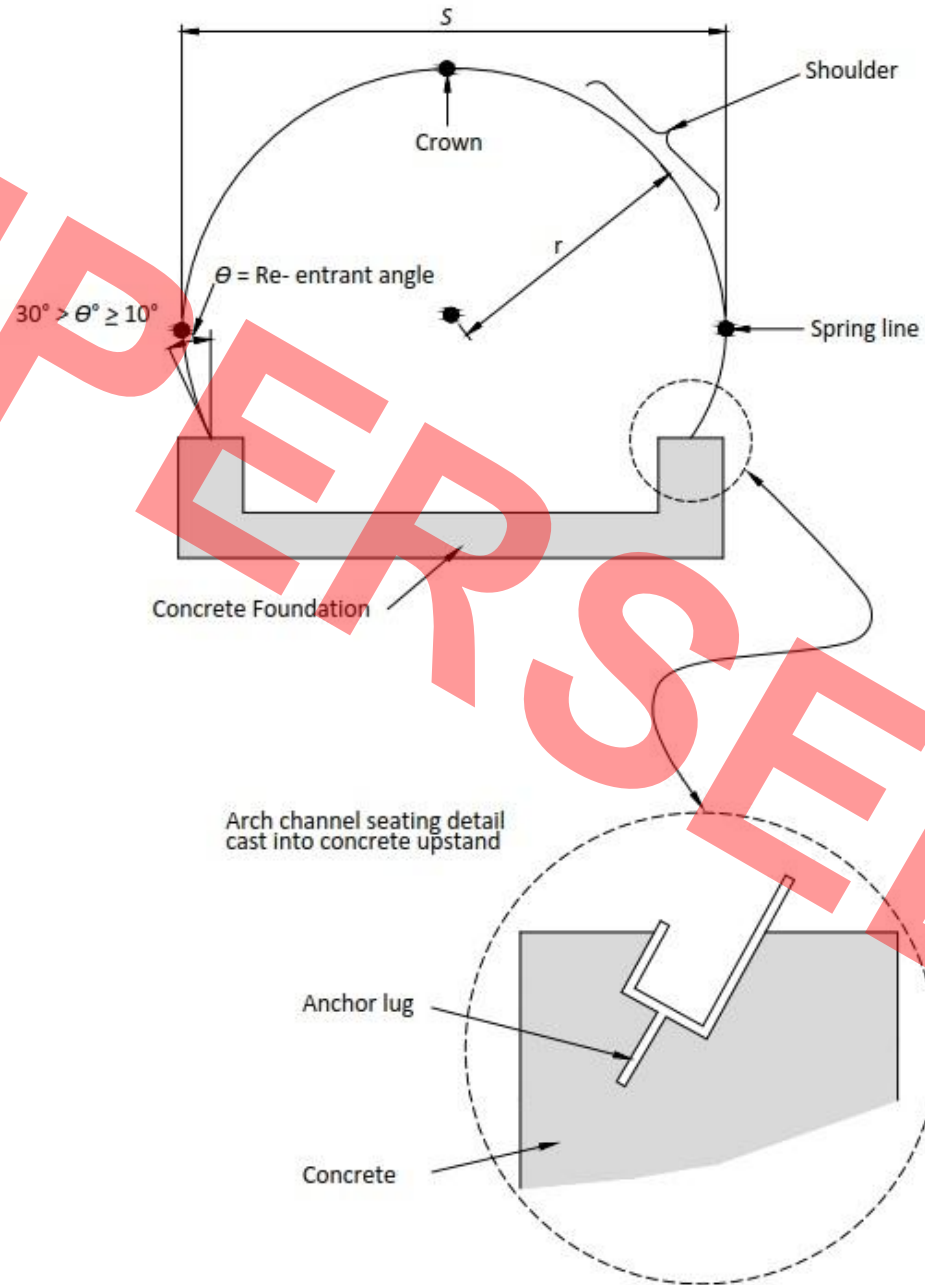 S
Shoulder
Crown
r
Θ = Re- entrant angle
30° > Θ° ≥ 10°
Spring line
Concrete Foundation
Arch channel seating detail
cast into concrete upstand
Anchor lug
Concrete
PERSE